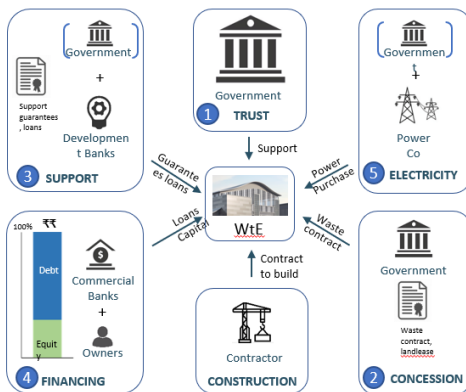 Government
+
Support
guarantees
, loans
Developmen
t Banks
3 SUPPORT
Government
1 TRUST
Support
Governmen
t
+
Power
Co
5 ELECTRICITY
Guarante
es loans
Power
Purchase
WtE
Loans
Capital
Waste
contract
Contract
to build
100%
₹₹
Debt
Equit
y
$
Commercial
Banks
+
Owners
4 FINANCING
Contractor
CONSTRUCTION
Government
Waste
contract,
landlease
2 CONCESSION